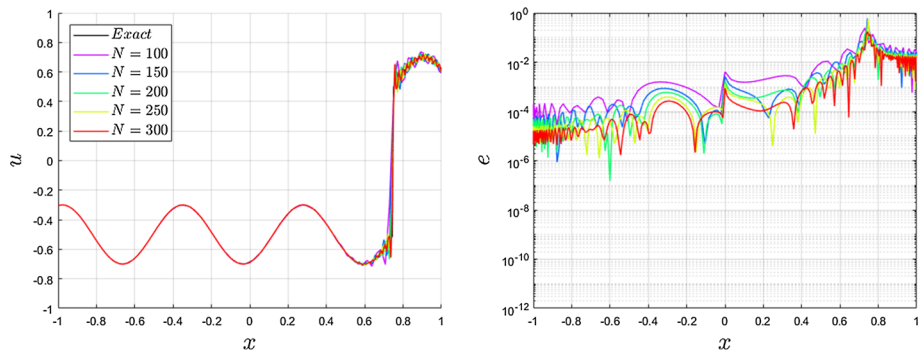 1
0.8
0.6
0.4
0.2
0
-0.2
-0.4
-0.6
-0.8
-1
u
Exact
N = 100
N = 150
N = 200
N = 250
N = 300
-1 -0.8 -0.6 -0.4 -0.2 0 0.2 0.4 0.6 0.8 1
x
10^0
10^-2
10^-4
10^-6
10^-8
10^-10
10^-12
e
-1 -0.8 -0.6 -0.4 -0.2 0 0.2 0.4 0.6 0.8 1
x